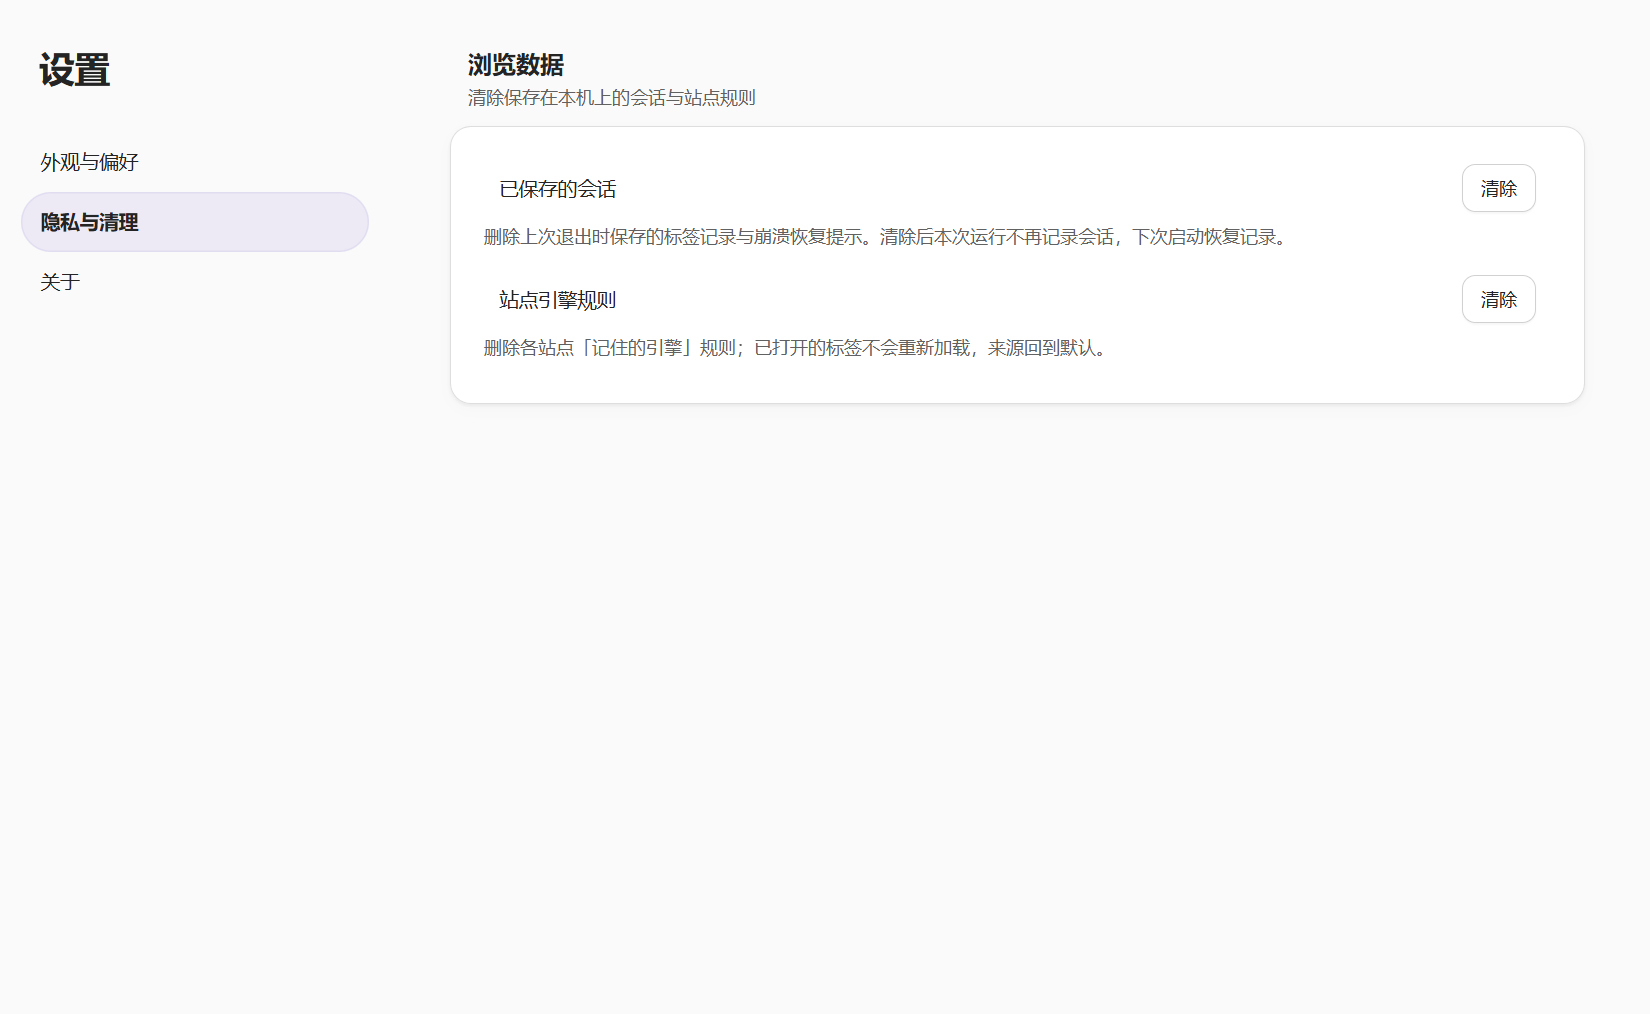 设置
外观与偏好
隐私与清理
关于
浏览数据
清除保存在本机上的会话与站点规则
已保存的会话
清除
删除上次退出时保存的标签记录与崩溃恢复提示。清除后本次运行不再记录会话，下次启动恢复记录。
站点引擎规则
清除
删除各站点「记住的引擎」规则；已打开的标签不会重新加载，来源回到默认。